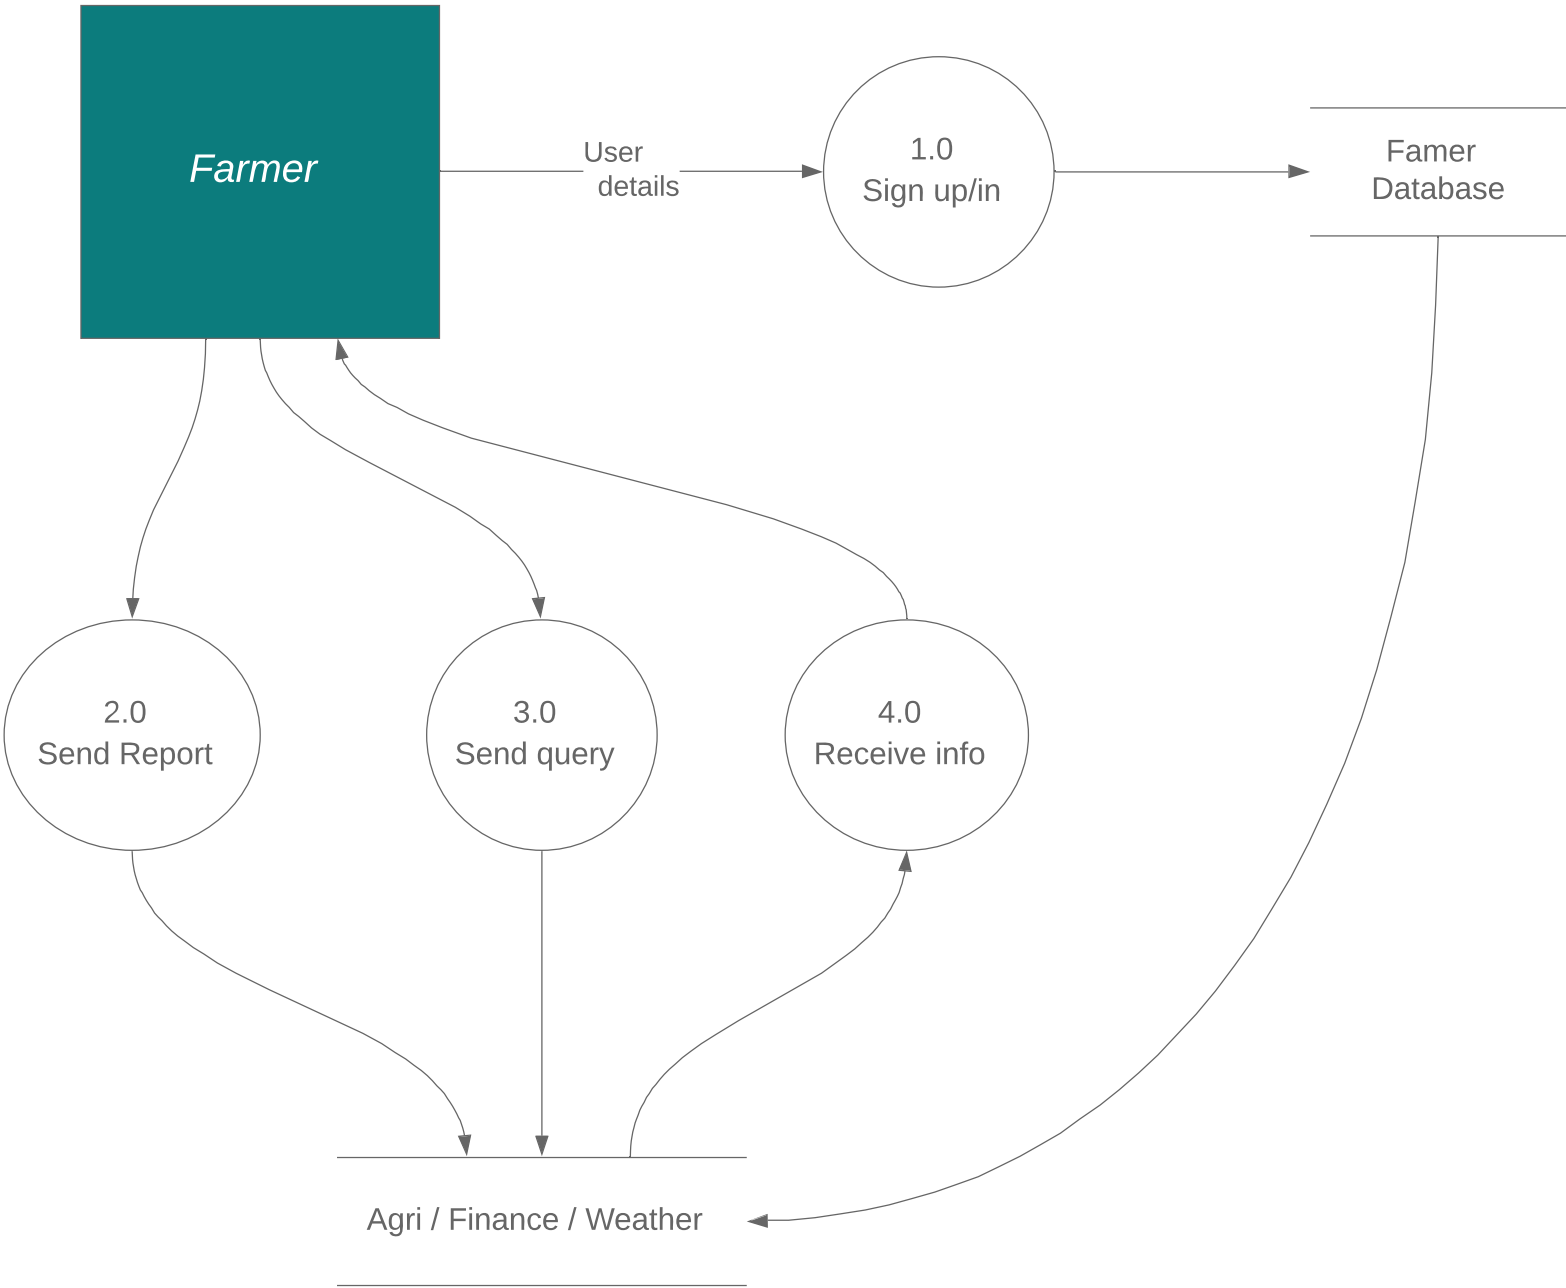 Farmer
User
details
1.0
Sign up/in
Famer
Database
2.0
Send Report
3.0
Send query
4.0
Receive info
Agri / Finance / Weather